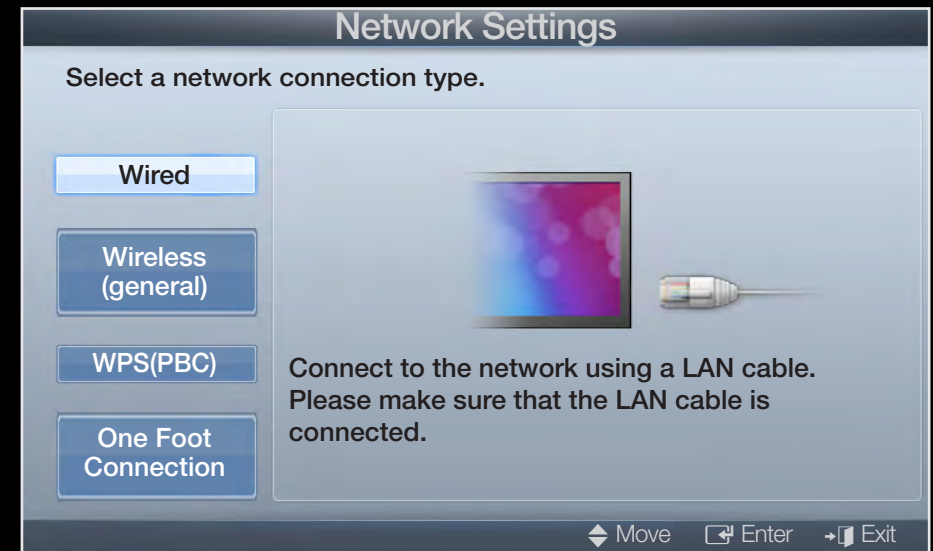 Network Settings
Select a network connection type.
Wired
Wireless
(general)
WPS(PBC)
One Foot
Connection
Connect to the network using a LAN cable.
Please make sure that the LAN cable is
connected.
Move Enter Exit